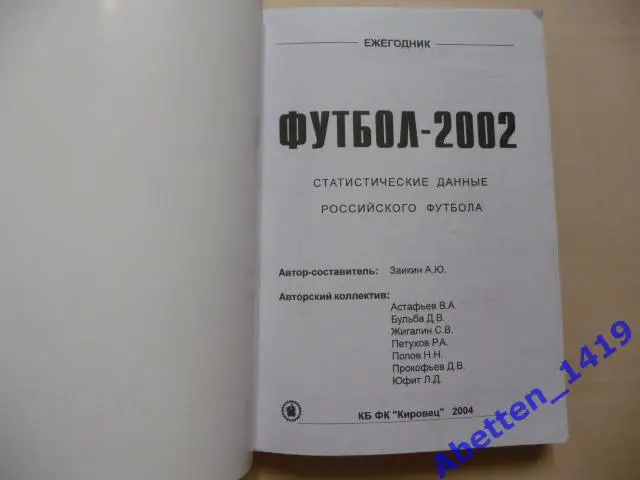 ЕЖЕГОДНИК
ФУТБОЛ-2002
СТАТИСТИЧЕСКИЕ ДАННЫЕ
РОССИЙСКОГО ФУТБОЛА
Автор-составитель: Заикин А.Ю.
Авторский коллектив:
Астафьев В.А
Бульба Д.В.
Жигалин С.В.
Петухов Р.А.
Попов Н.Н.
Прокофьев Д.В.
Юфит Л.Д.
КБ ФК "Кировец" 2004
Abetten_1419